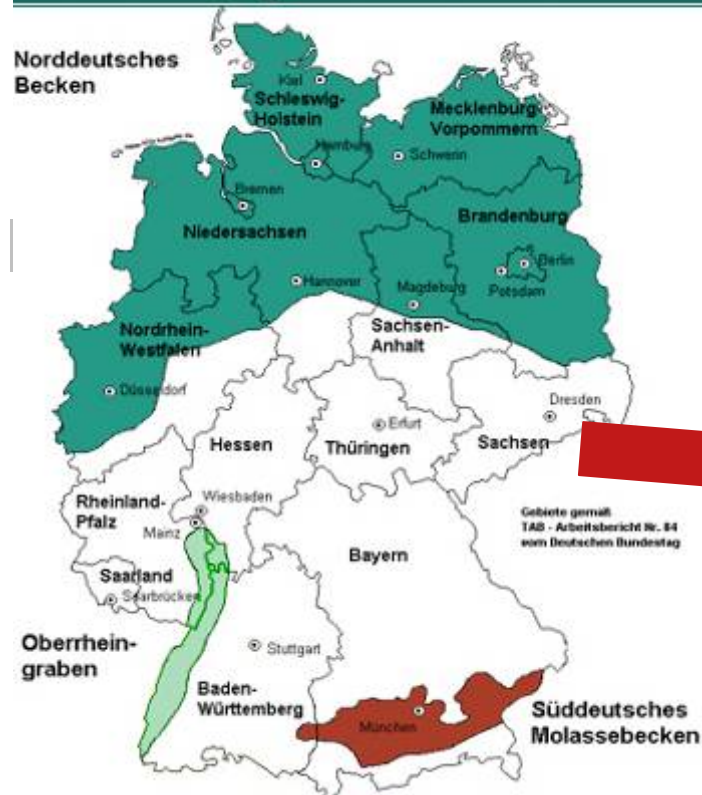 Norddeutsches
Becken
Kiel
Schleswig-
Holstein
Mecklenburg-
Vorpommern
Hamburg
Schwerin
Bremen
Brandenburg
Niedersachsen
Berlin
Hannover
Magdeburg
Potsdam
Nordrhein-
Westfalen
Sachsen-
Anhalt
Düsseldorf
Dresden
Erfurt
Hessen
Thüringen
Sachsen
Rheinland-
Pfalz
Wiesbaden
Mainz
Gebiete gemäß
TAB - Arbeitsbericht Nr. 84
vom Deutschen Bundestag
Bayern
Saarland
Saarbrücken
Oberrhein-
graben
Stuttgart
Baden-
Württemberg
München
Süddeutsches
Molassebecken